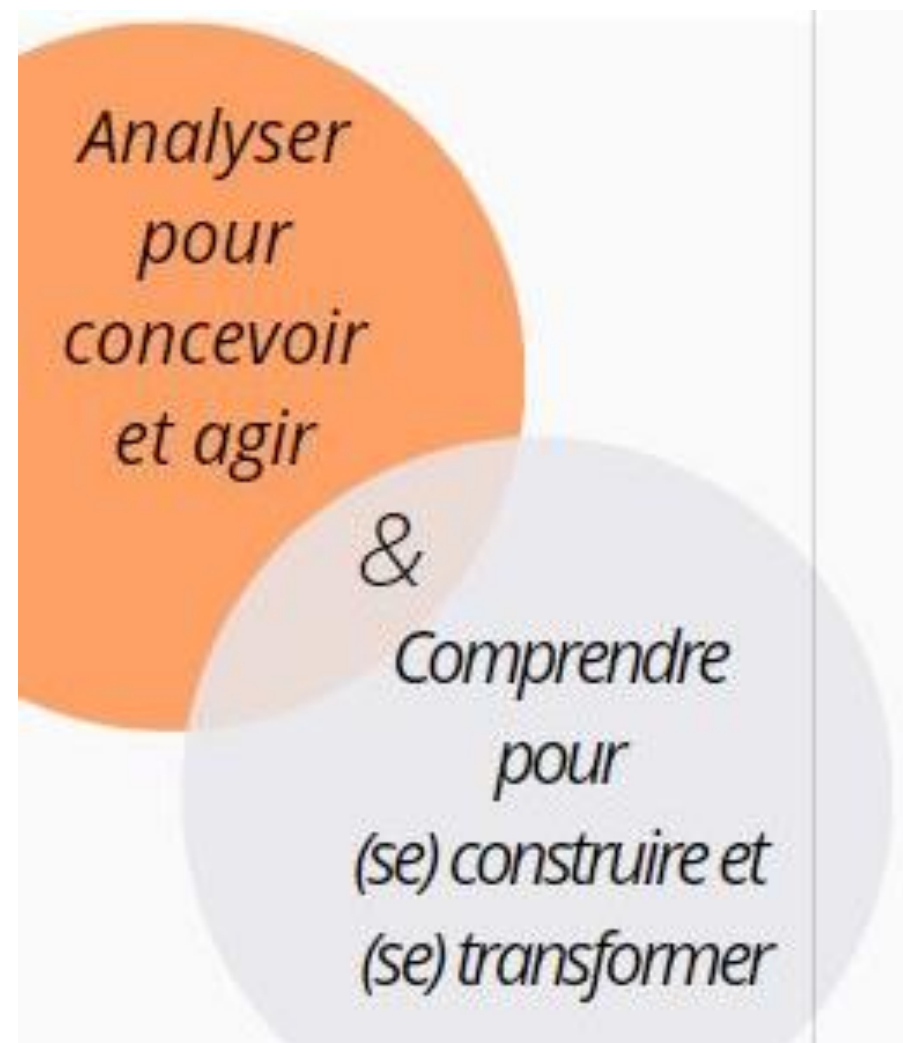 Analyser
pour
concevoir
et agir
&
Comprendre
pour
(se) construire et
(se) transformer